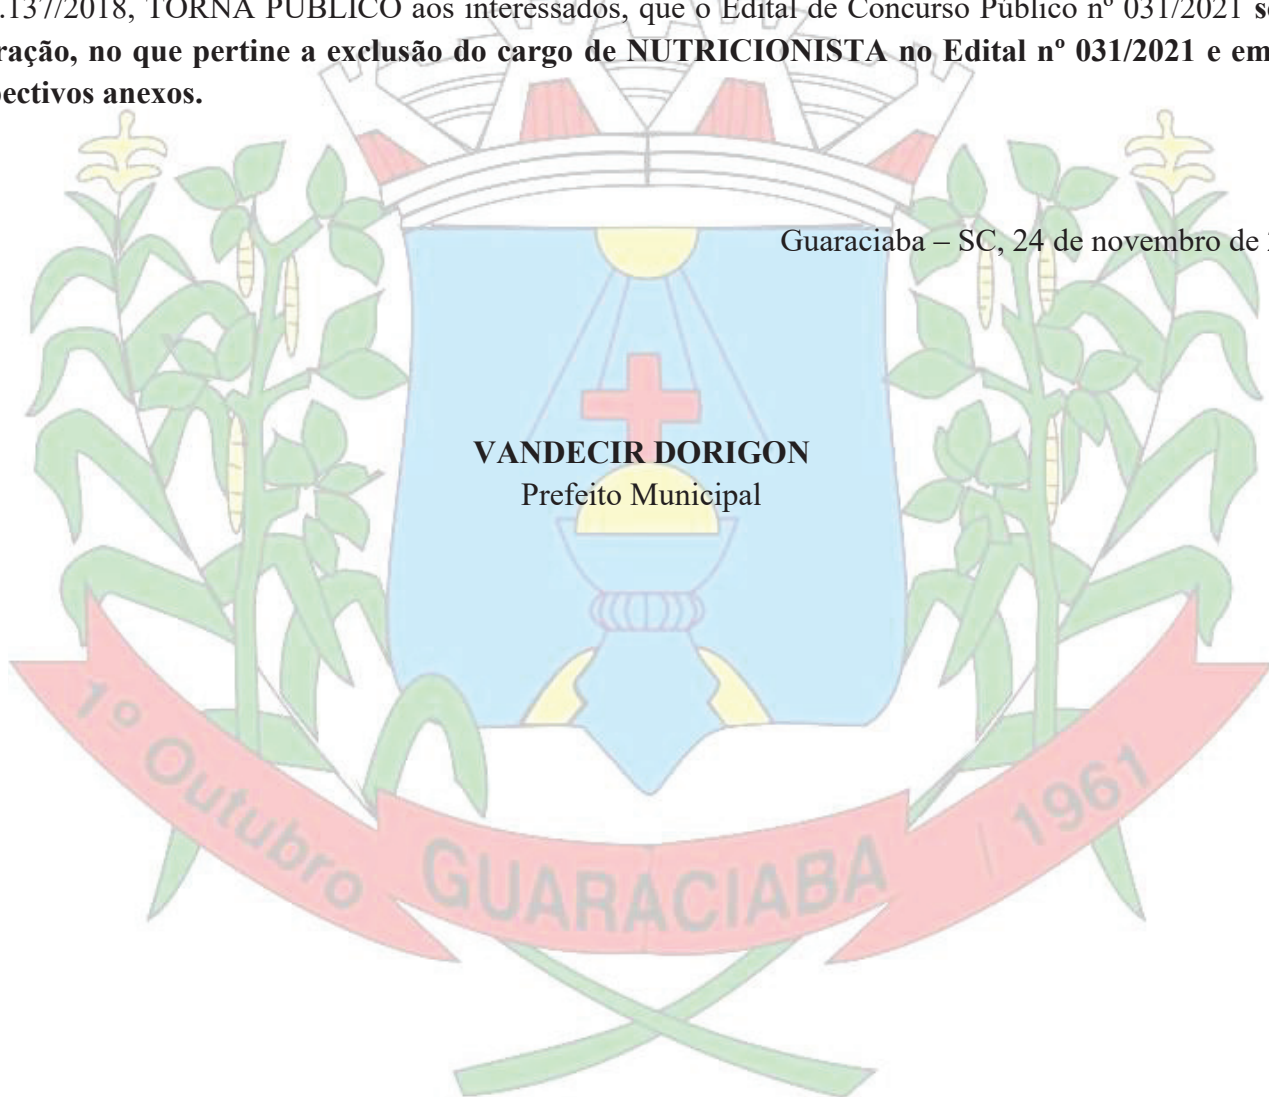 .137/2018, TORNA PÚBLICO aos interessados, que o Edital de Concurso Público nº 031/2021 s
ração, no que pertine a exclusão do cargo de NUTRICIONISTA no Edital nº 031/2021 e em
pectivos anexos.
Guaraciaba – SC, 24 de novembro de
VANDECIR DORIGON
Prefeito Municipal
1º Outubro GUARACIABA / 1961